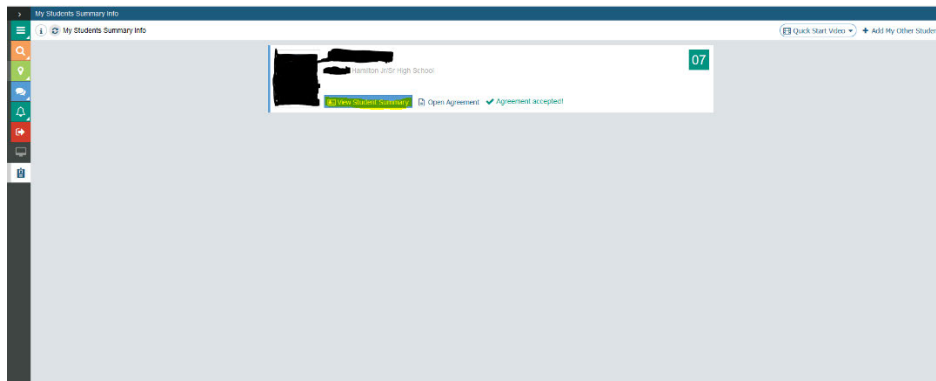 My Students Summary Info
My Students Summary Info
Quick Start Video
Add My Other Studen
07
Hamilton Jr/Sr High School
View Student Summary Open Agreement Agreement accepted!